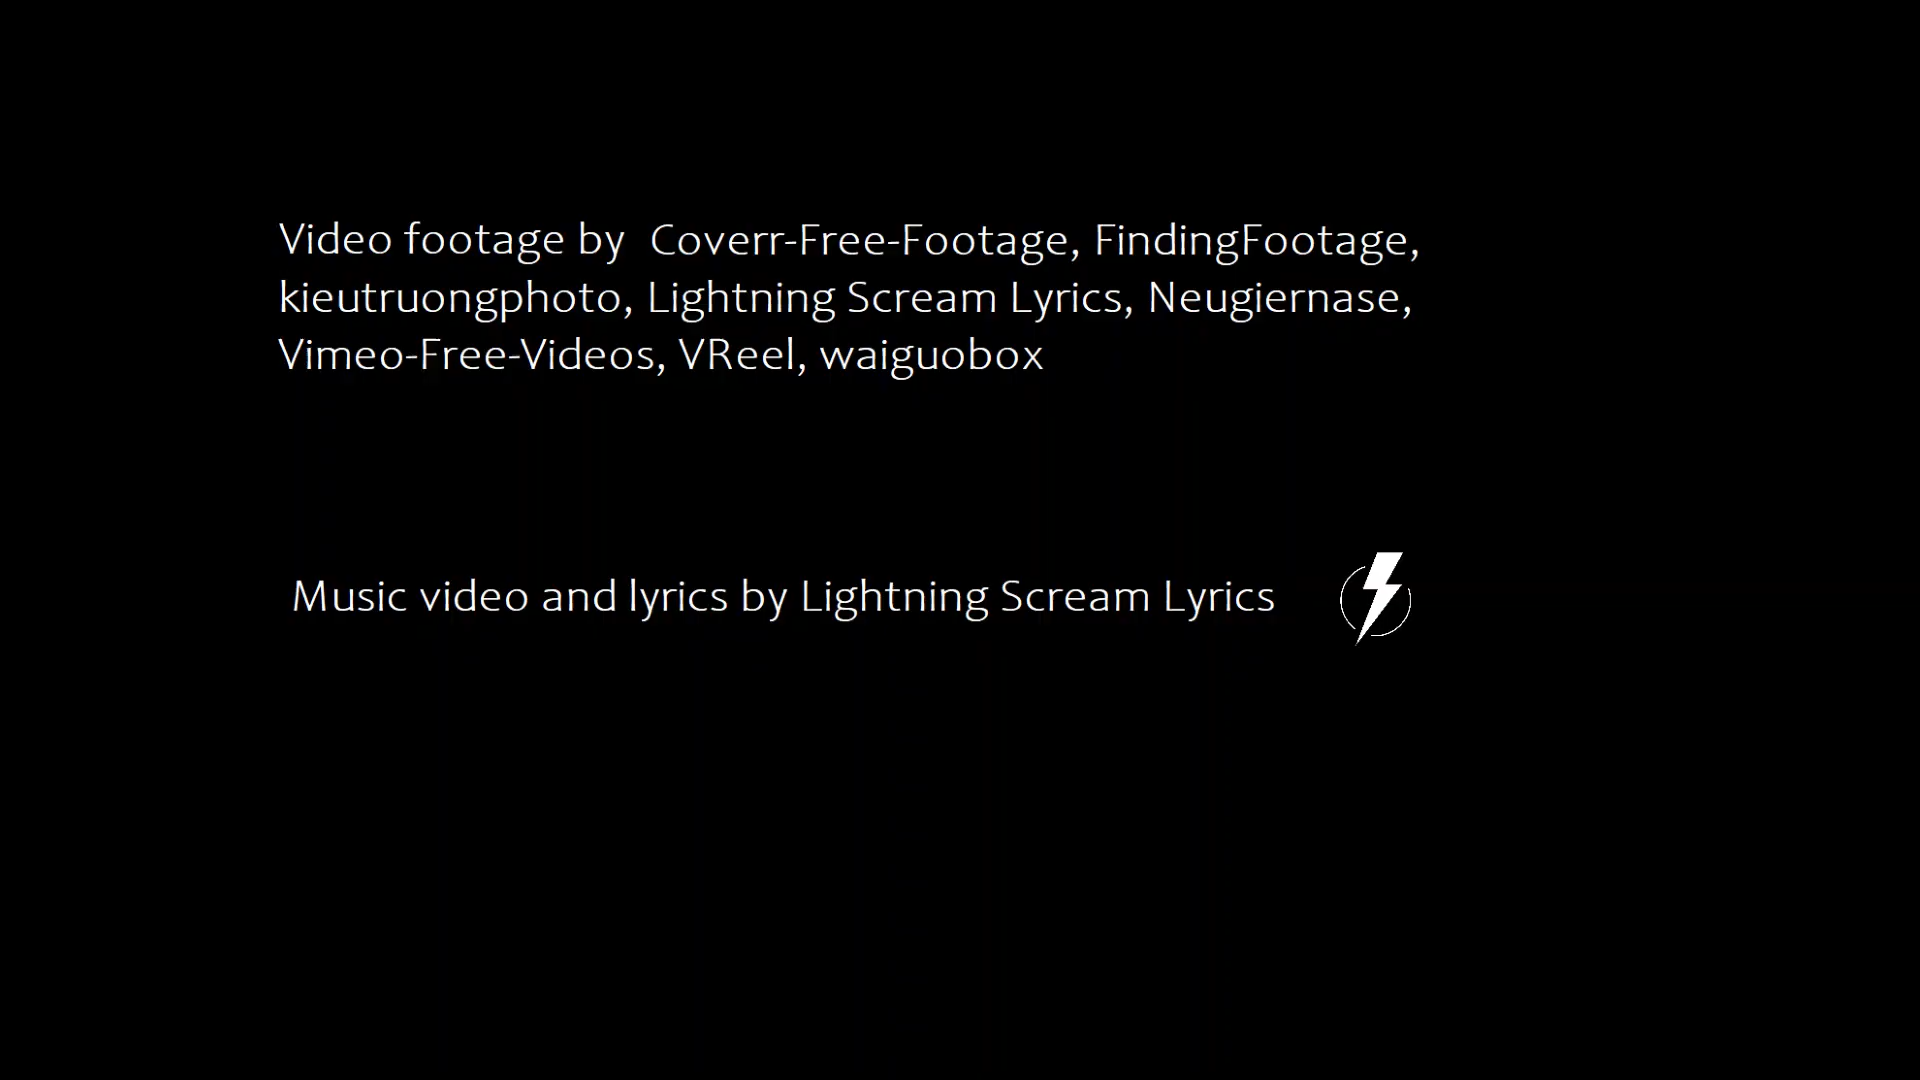 Video footage by  Coverr-Free-Footage, FindingFootage,
kieutruongphoto, Lightning Scream Lyrics, Neugiernase,
Vimeo-Free-Videos, VReel, waiguobox
Music video and lyrics by Lightning Scream Lyrics